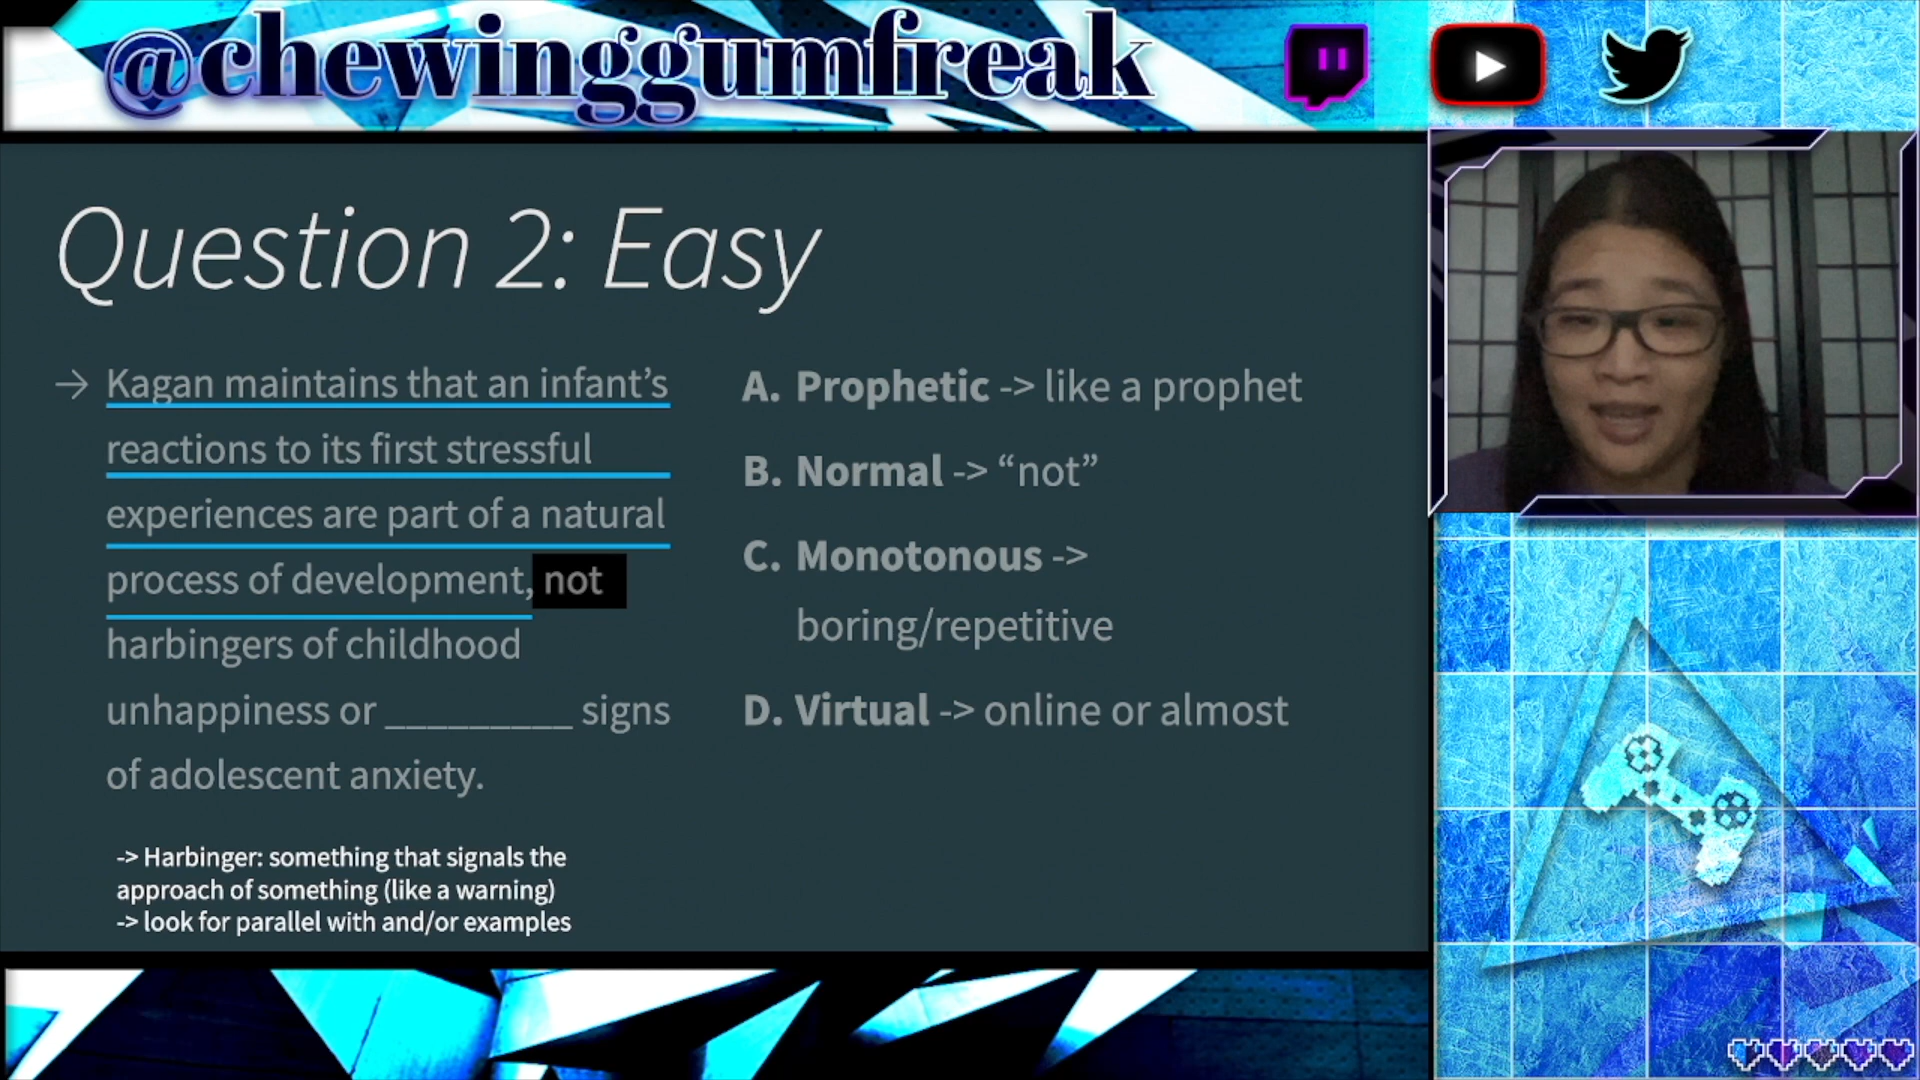 @chewinggumfreak
Question 2: Easy
→ Kagan maintains that an infant’s
reactions to its first stressful
experiences are part of a natural
process of development, not
harbingers of childhood
unhappiness or _________ signs
of adolescent anxiety.
-> Harbinger: something that signals the
approach of something (like a warning)
-> look for parallel with and/or examples
A. Prophetic -> like a prophet
B. Normal -> “not”
C. Monotonous ->
boring/repetitive
D. Virtual -> online or almost